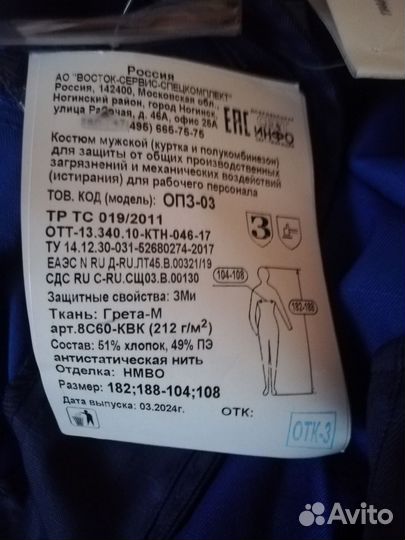 Россия
АО "ВОСТОК-СЕРВИС-СПЕЦКОМПЛЕКТ"
Россия, 142400, Московская обл.,
Ногинский район, город Ногинск,
улица Рабочая, д. 46А, офис 26А
495) 665-75-75
ЕАС
ИНФО
Костюм мужской (куртка и полукомбинезон)
для защиты от общих производственных
загрязнений и механических воздействий
(истирания) для рабочего персонала
ТОВ. КОД (модель): ОПЗ-03
ТР ТС 019/2011
ОТТ-13.340.10-КТН-046-17
ТУ 14.12.30-031-52680274-2017
ЕАЭС N RU Д-RU.ЛТ45.В.00321/19
СДС RU С-RU.СЩ03.В.00130
З
104-108
182-188
Защитные свойства: ЗМи
Ткань: Грета-М
арт.8С60-КВК (212 г/м²)
Состав: 51% хлопок, 49% ПЭ
антистатическая нить
Отделка: НМВО
Размер: 182;188-104;108
Дата выпуска: 03.2024г.
ОТК:
ОТК-3
Avito